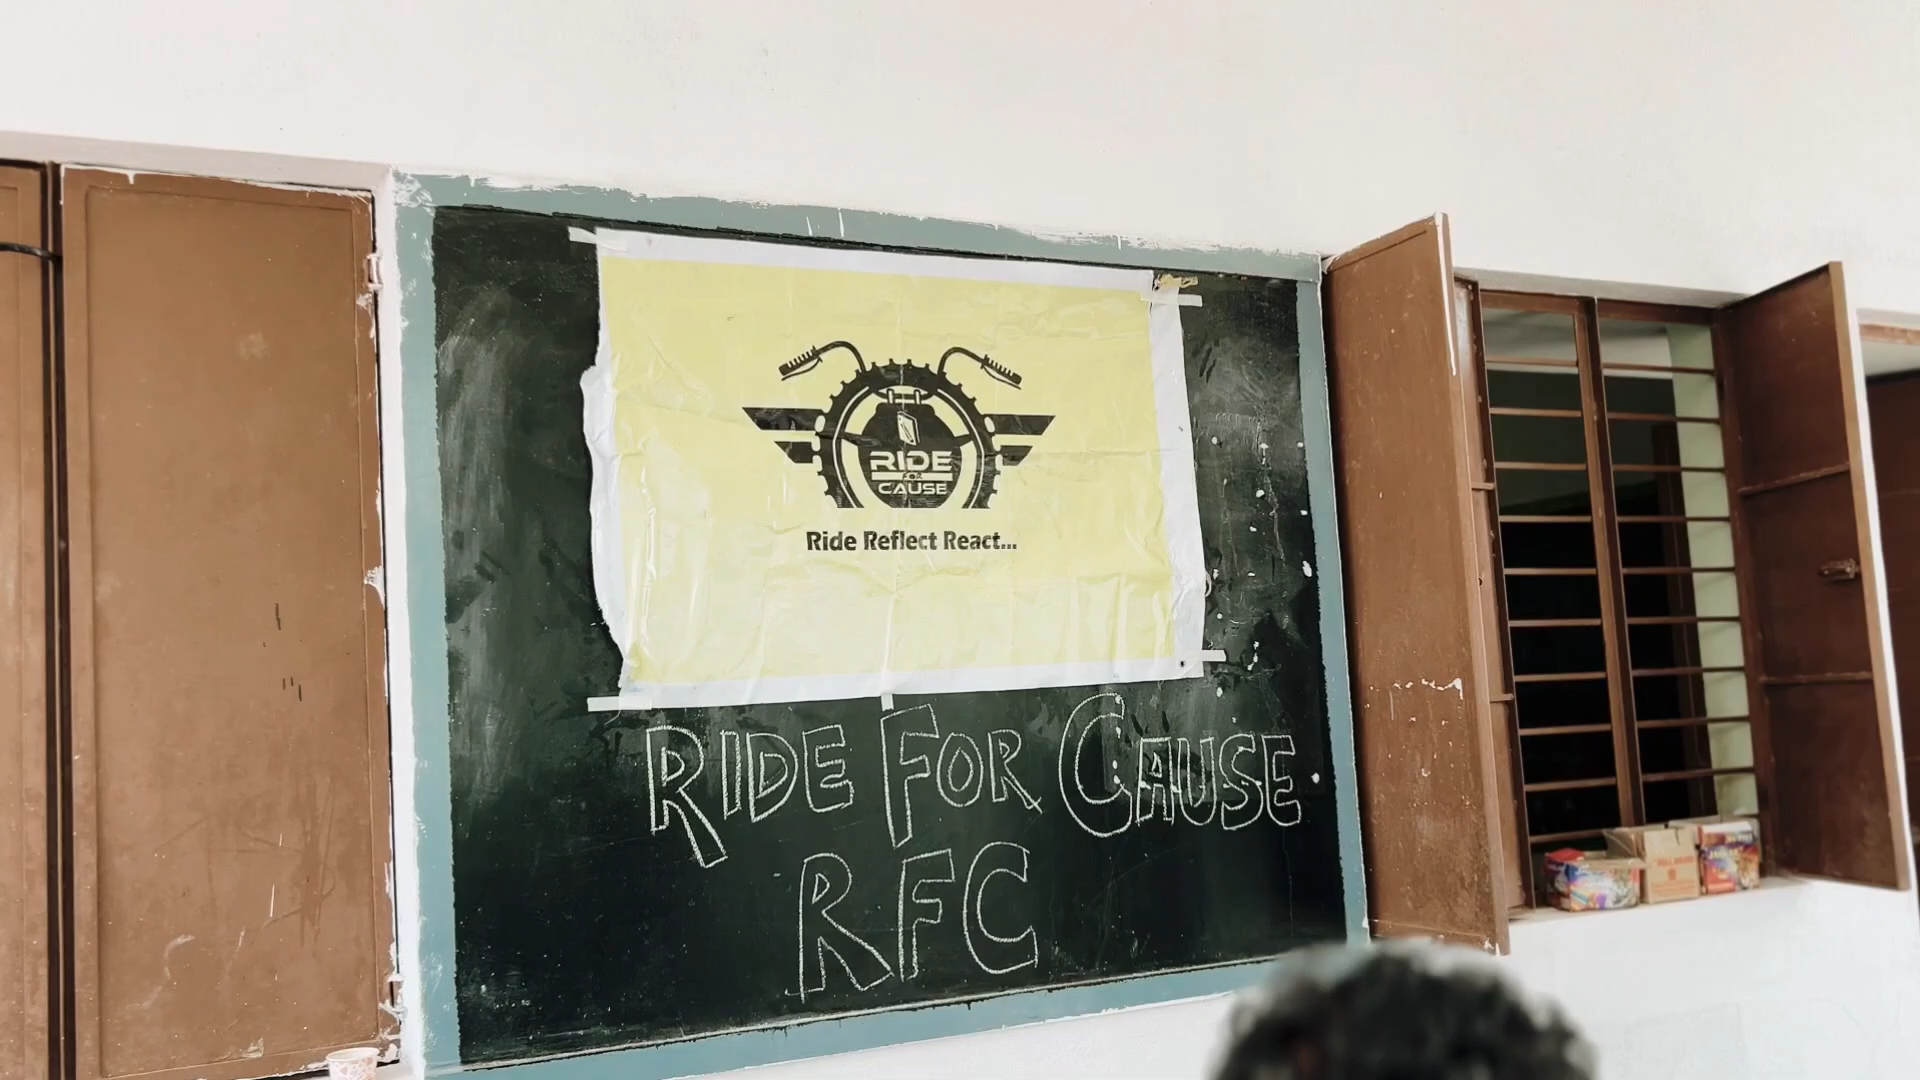 RIDE
FOR
CAUSE
Ride Reflect React...
RIDE FOR CAUSE
RFC